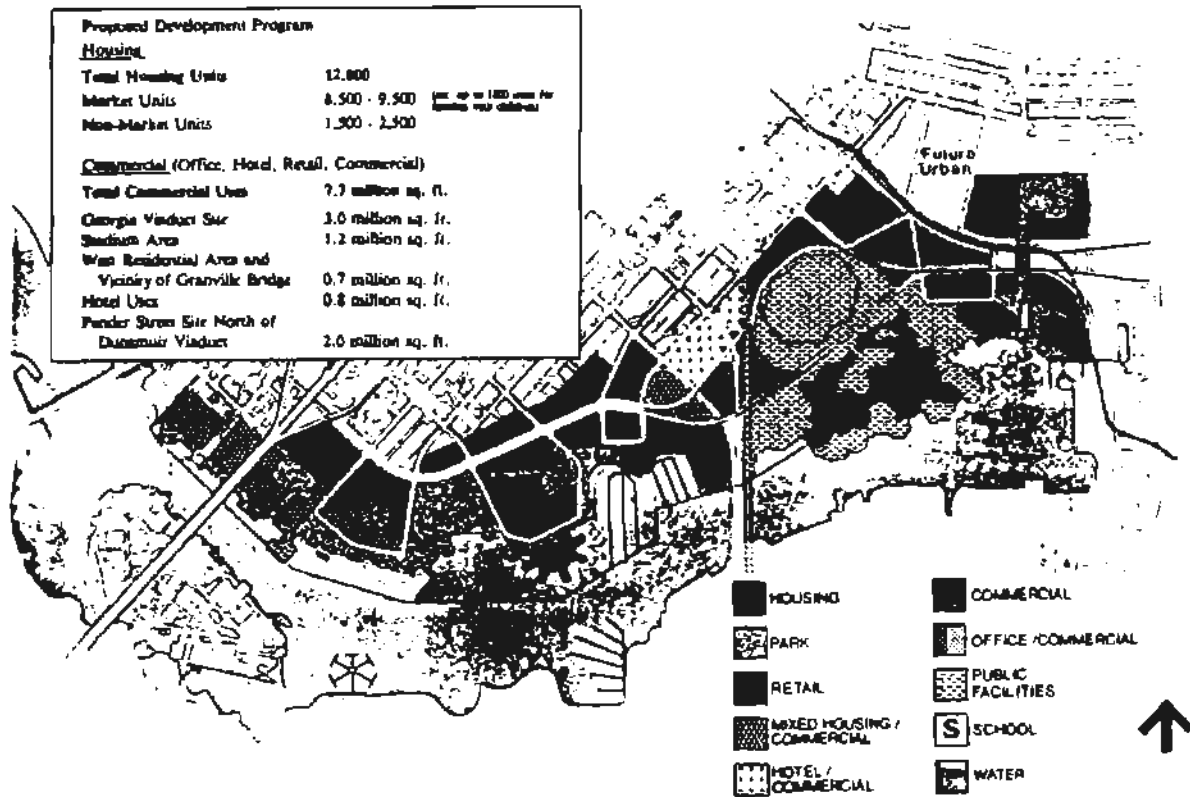 Proposed Development Program
Housing
Total Housing Units 12,800
Market Units 8,500 - 9,500
Non-Market Units 1,500 - 2,500
Commercial (Office, Hotel, Retail, Commercial)
Total Commercial Uses 7.7 million sq. ft.
Georgia Viaduct Site 3.0 million sq. ft.
Stadium Area 1.2 million sq. ft.
West Residential Area and
Vicinity of Granville Bridge 0.7 million sq. ft.
Hotel Uses 0.8 million sq. ft.
Pender Street Site North of
Dunsmuir Viaduct 2.0 million sq. ft.
Future
Urban
HOUSING
PARK
RETAIL
MIXED HOUSING /
COMMERCIAL
HOTEL /
COMMERCIAL
COMMERCIAL
OFFICE / COMMERCIAL
PUBLIC
FACILITIES
S SCHOOL
WATER